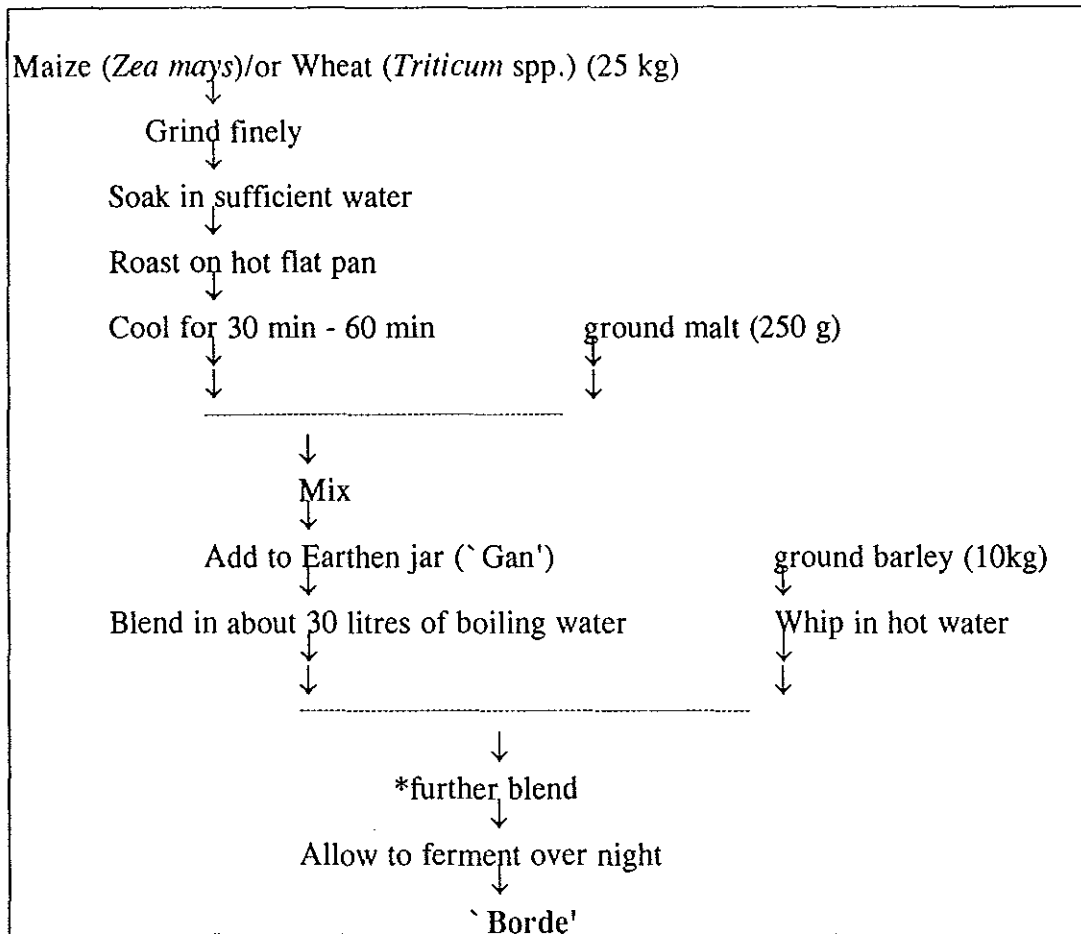 Maize (Zea mays)/or Wheat (Triticum spp.) (25 kg)
Grind finely
Soak in sufficient water
Roast on hot flat pan
Cool for 30 min - 60 min ground malt (250 g)
Mix
Add to Earthen jar (`Gan') ground barley (10kg)
Blend in about 30 litres of boiling water Whip in hot water
*further blend
Allow to ferment over night
`Borde'